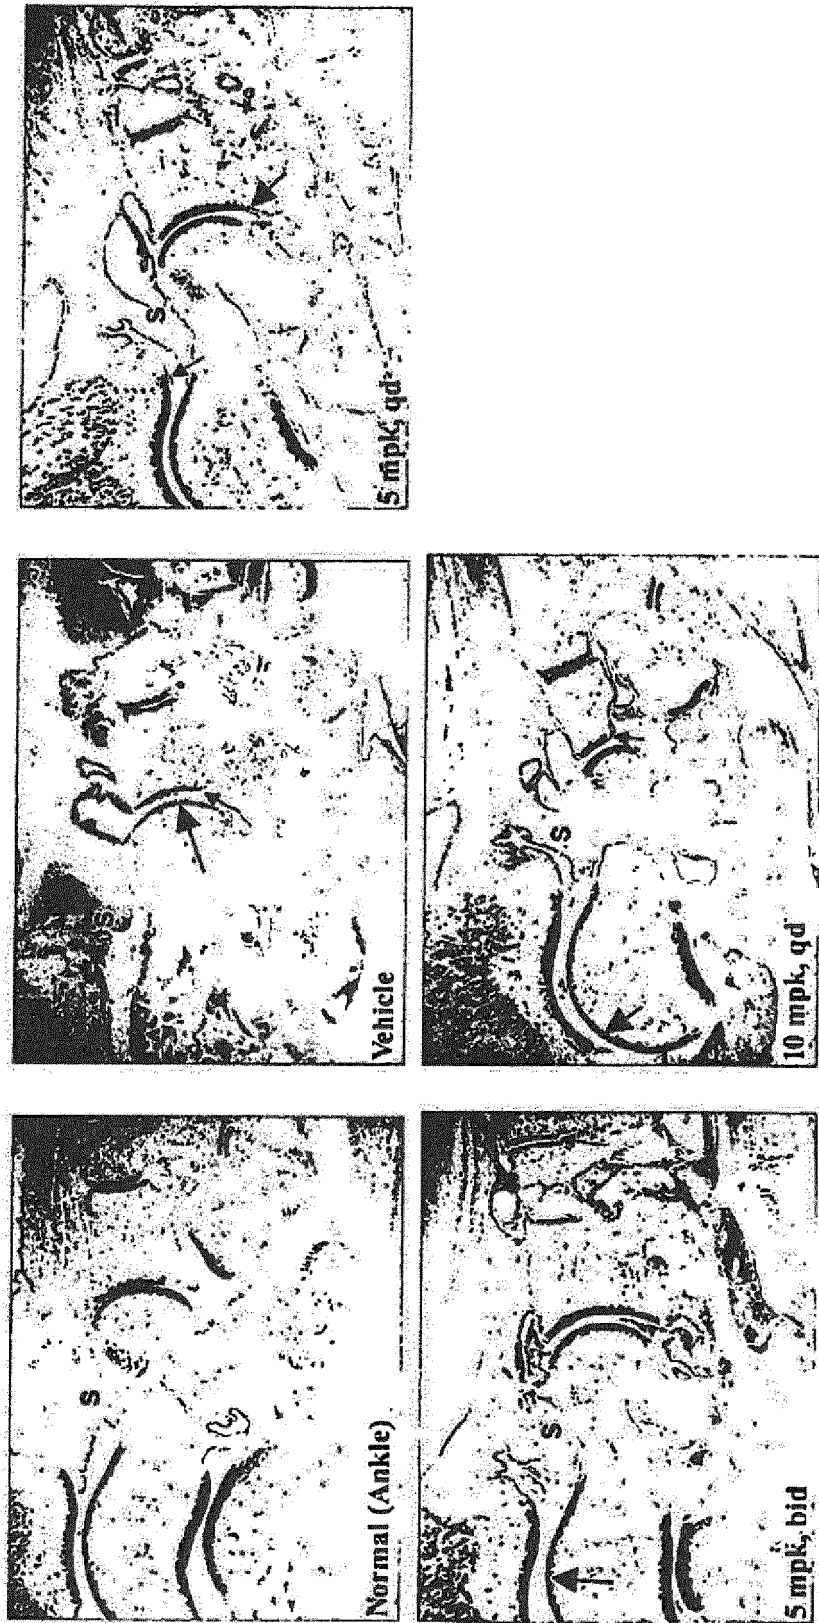 Normal (Ankle)
S
Vehicle
S
5 mpk, qd
S
5 mpk, bid
S
10 mpk, qd
S